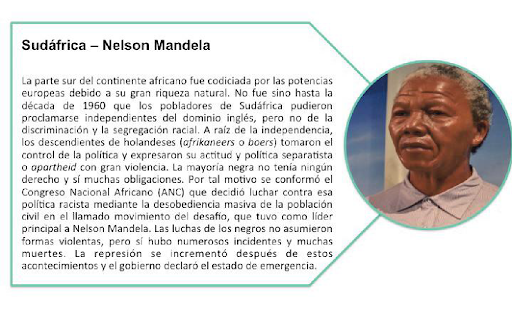 Sudáfrica – Nelson Mandela
La parte sur del continente africano fue codiciada por las potencias
europeas debido a su gran riqueza natural. No fue sino hasta la
década de 1960 que los pobladores de Sudáfrica pudieron
proclamarse independientes del dominio inglés, pero no de la
discriminación y la segregación racial. A raíz de la independencia,
los descendientes de holandeses (afrikaneers o boers) tomaron el
control de la política y expresaron su actitud y política separatista
o apartheid con gran violencia. La mayoría negra no tenía ningún
derecho y sí muchas obligaciones. Por tal motivo se conformó el
Congreso Nacional Africano (ANC) que decidió luchar contra esa
política racista mediante la desobediencia masiva de la población
civil en el llamado movimiento del desafío, que tuvo como líder
principal a Nelson Mandela. Las luchas de los negros no asumieron
formas violentas, pero sí hubo numerosos incidentes y muchas
muertes. La represión se incrementó después de estos
acontecimientos y el gobierno declaró el estado de emergencia.